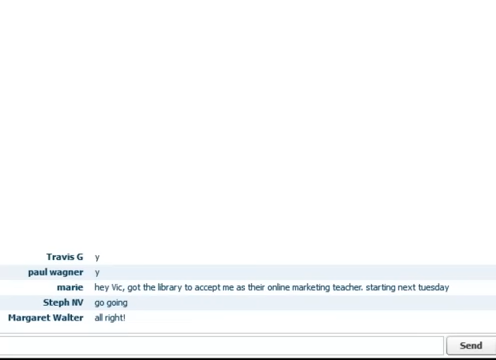 Travis G y
paul wagner y
marie hey Vic, got the library to accept me as their online marketing teacher. starting next tuesday
Steph NV go going
Margaret Walter all right!
Send